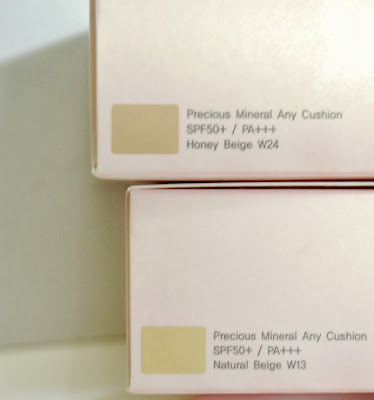 Precious Mineral Any Cushion
SPF50+ / PA+++
Honey Beige W24
Precious Mineral Any Cushion
SPF50+ / PA+++
Natural Beige W13